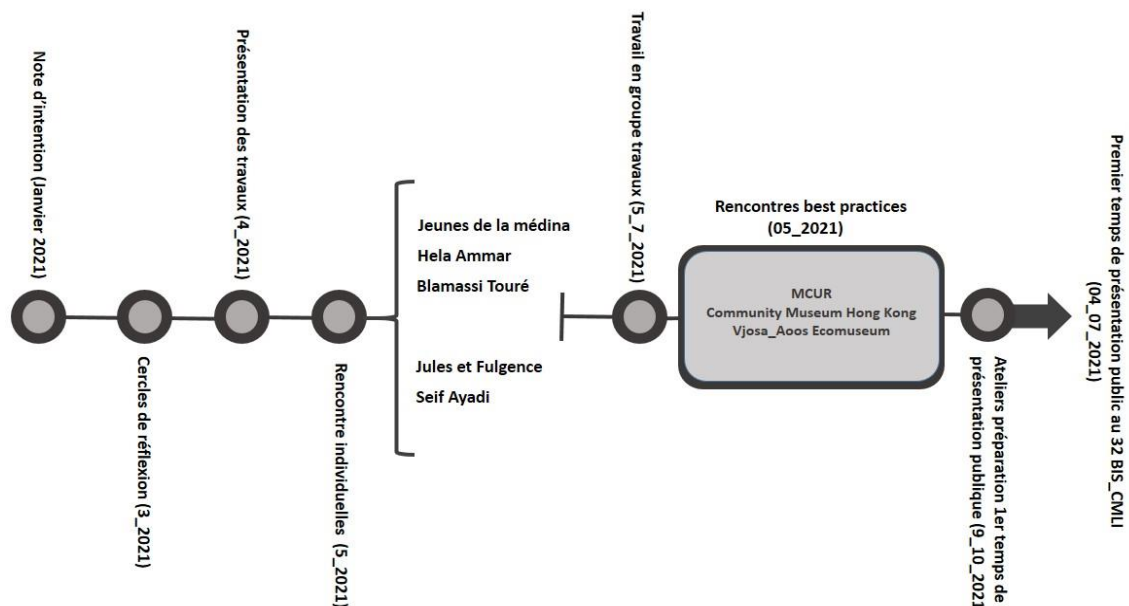 Note d'intention (Janvier 2021)
Cercles de réflexion (3_2021)
Présentation des travaux (4_2021)
Rencontre individuelles (5_2021)
Jeunes de la médina
Hela Ammar
Blamassi Touré
Jules et Fulgence
Seif Ayadi
Travail en groupe travaux (5_7_2021)
Rencontres best practices
(05_2021)
MCUR
Community Museum Hong Kong
Vjosa_Aoos Ecomuseum
Ateliers préparation 1er temps de
présentation publique (9_10_2021
Premier temps de présentation public au 32 BIS_CMLI
(04_07_2021)